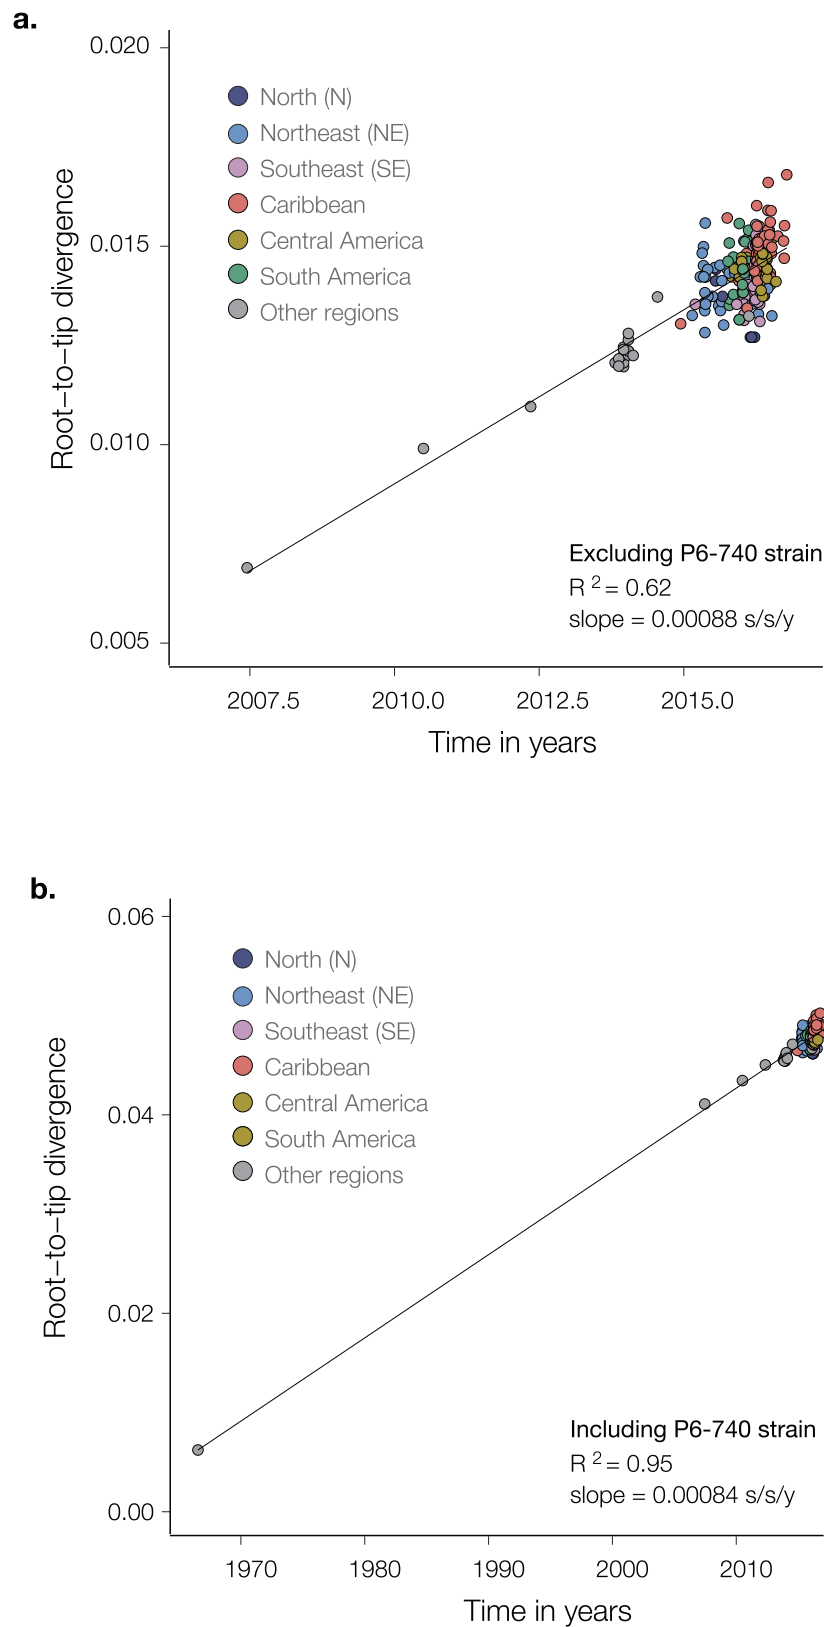 a.
0.020
North (N)
Northeast (NE)
Southeast (SE)
Caribbean
Central America
South America
Other regions
0.015
0.010
0.005
Root−to−tip divergence
Excluding P6-740 strain
R 2 = 0.62
slope = 0.00088 s/s/y
2007.5 2010.0 2012.5 2015.0
Time in years
b.
0.06
North (N)
Northeast (NE)
Southeast (SE)
Caribbean
Central America
South America
Other regions
0.04
0.02
0.00
Root−to−tip divergence
Including P6-740 strain
R 2 = 0.95
slope = 0.00084 s/s/y
1970 1980 1990 2000 2010
Time in years